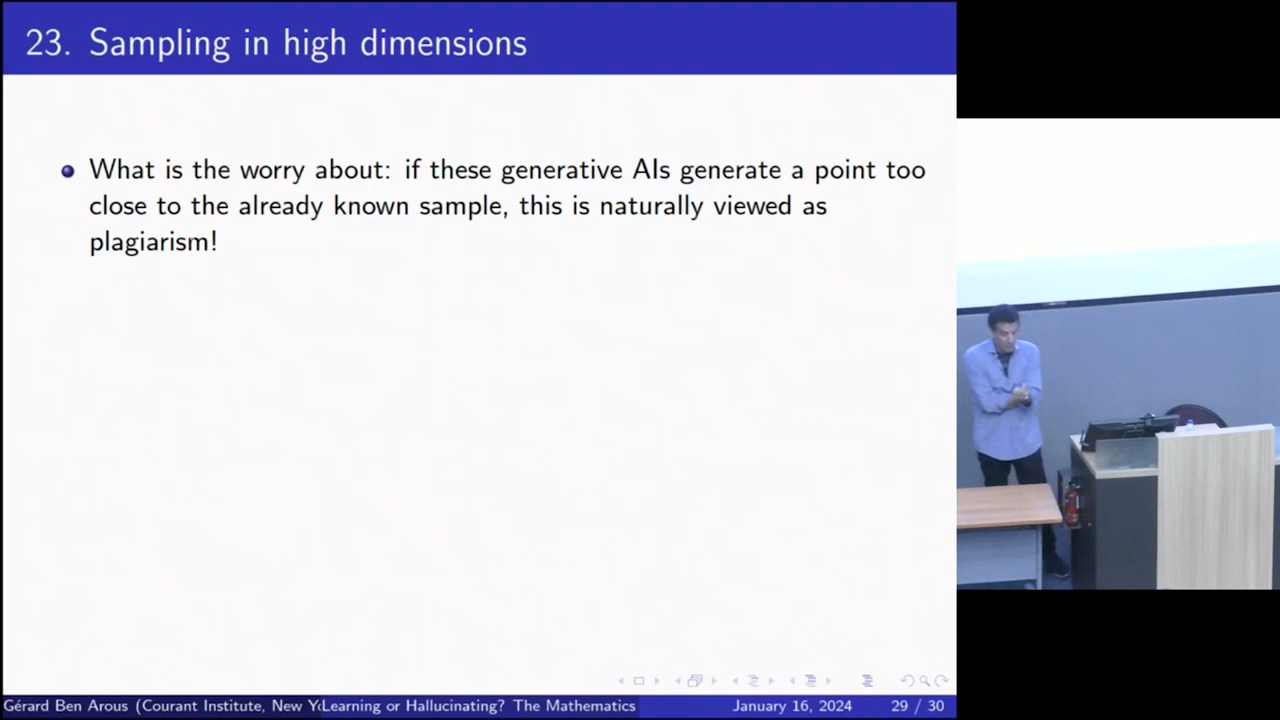 23. Sampling in high dimensions
What is the worry about: if these generative AIs generate a point too
close to the already known sample, this is naturally viewed as
plagiarism!
Gérard Ben Arous (Courant Institute, New Y Learning or Hallucinating? The Mathematics January 16, 2024 29 / 30